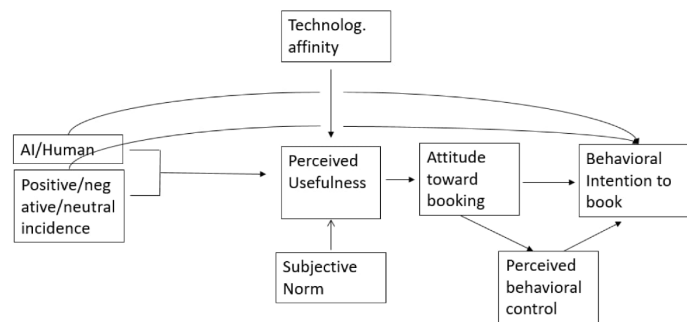 Technolog.
affinity
AI/Human
Positive/neg
ative/neutral
incidence
Perceived
Usefulness
Attitude
toward
booking
Behavioral
Intention to
book
Subjective
Norm
Perceived
behavioral
control